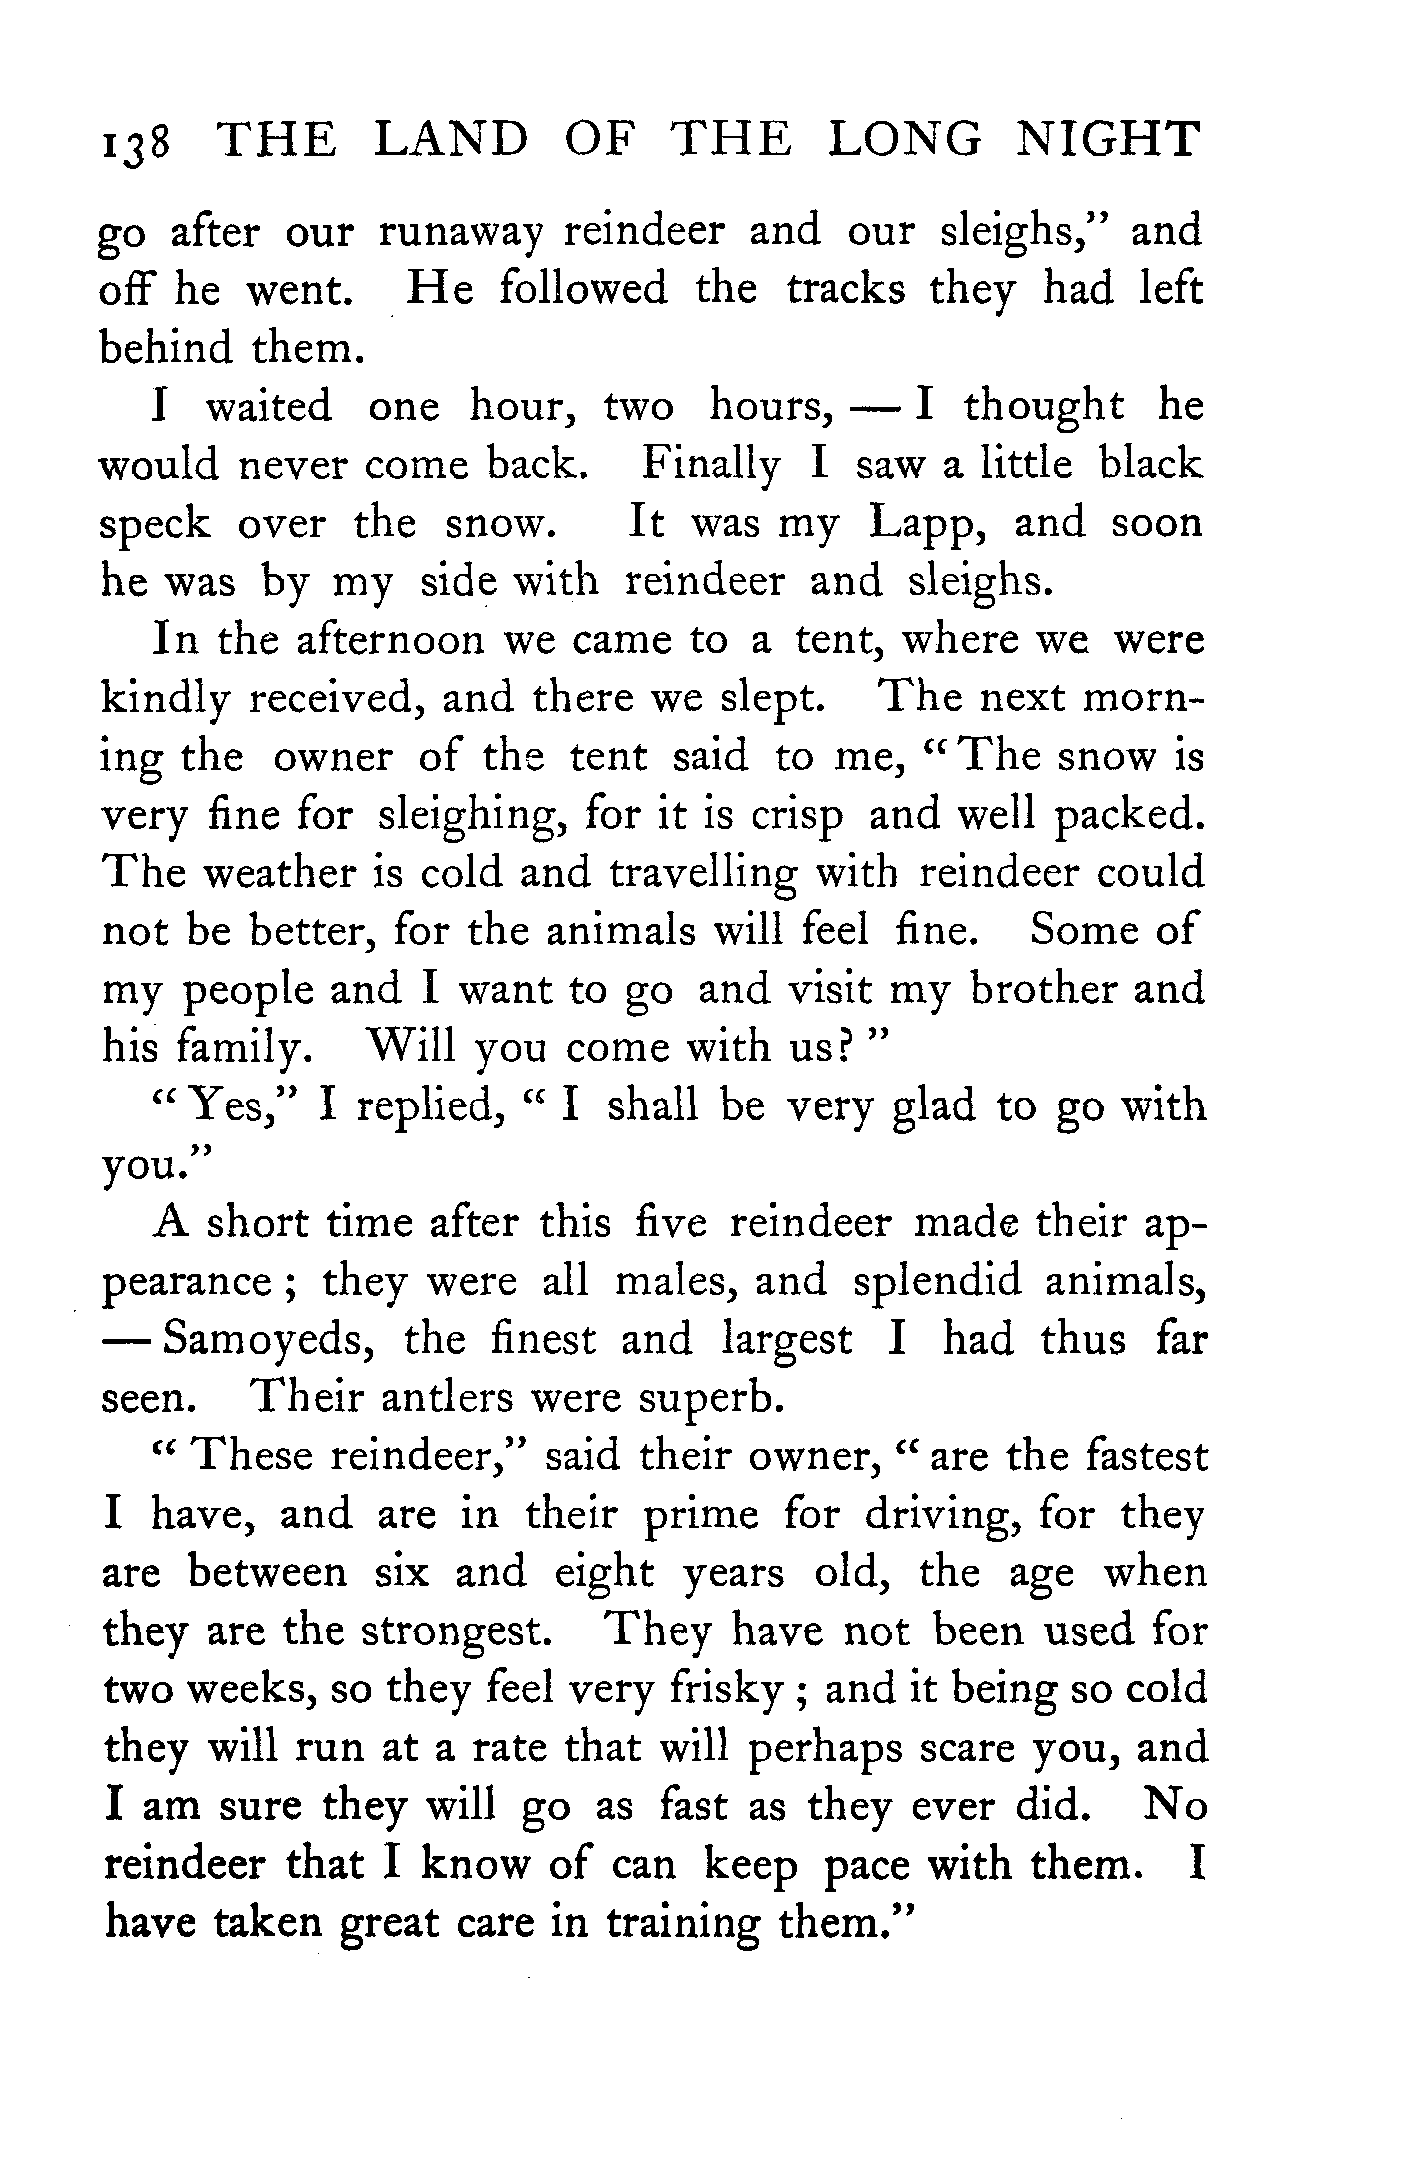 138 THE LAND OF THE LONG NIGHT
go after our runaway reindeer and our sleighs,” and
off he went. He followed the tracks they had left
behind them.
I waited one hour, two hours, — I thought he
would never come back. Finally I saw a little black
speck over the snow. It was my Lapp, and soon
he was by my side with reindeer and sleighs.
In the afternoon we came to a tent, where we were
kindly received, and there we slept. The next morn-
ing the owner of the tent said to me, “ The snow is
very fine for sleighing, for it is crisp and well packed.
The weather is cold and travelling with reindeer could
not be better, for the animals will feel fine. Some of
my people and I want to go and visit my brother and
his family. Will you come with us? ”
“ Yes,” I replied, “ I shall be very glad to go with
you.”
A short time after this five reindeer made their ap-
pearance ; they were all males, and splendid animals,
— Samoyeds, the finest and largest I had thus far
seen. Their antlers were superb.
“ These reindeer,” said their owner, “ are the fastest
I have, and are in their prime for driving, for they
are between six and eight years old, the age when
they are the strongest. They have not been used for
two weeks, so they feel very frisky ; and it being so cold
they will run at a rate that will perhaps scare you, and
I am sure they will go as fast as they ever did. No
reindeer that I know of can keep pace with them. I
have taken great care in training them.”